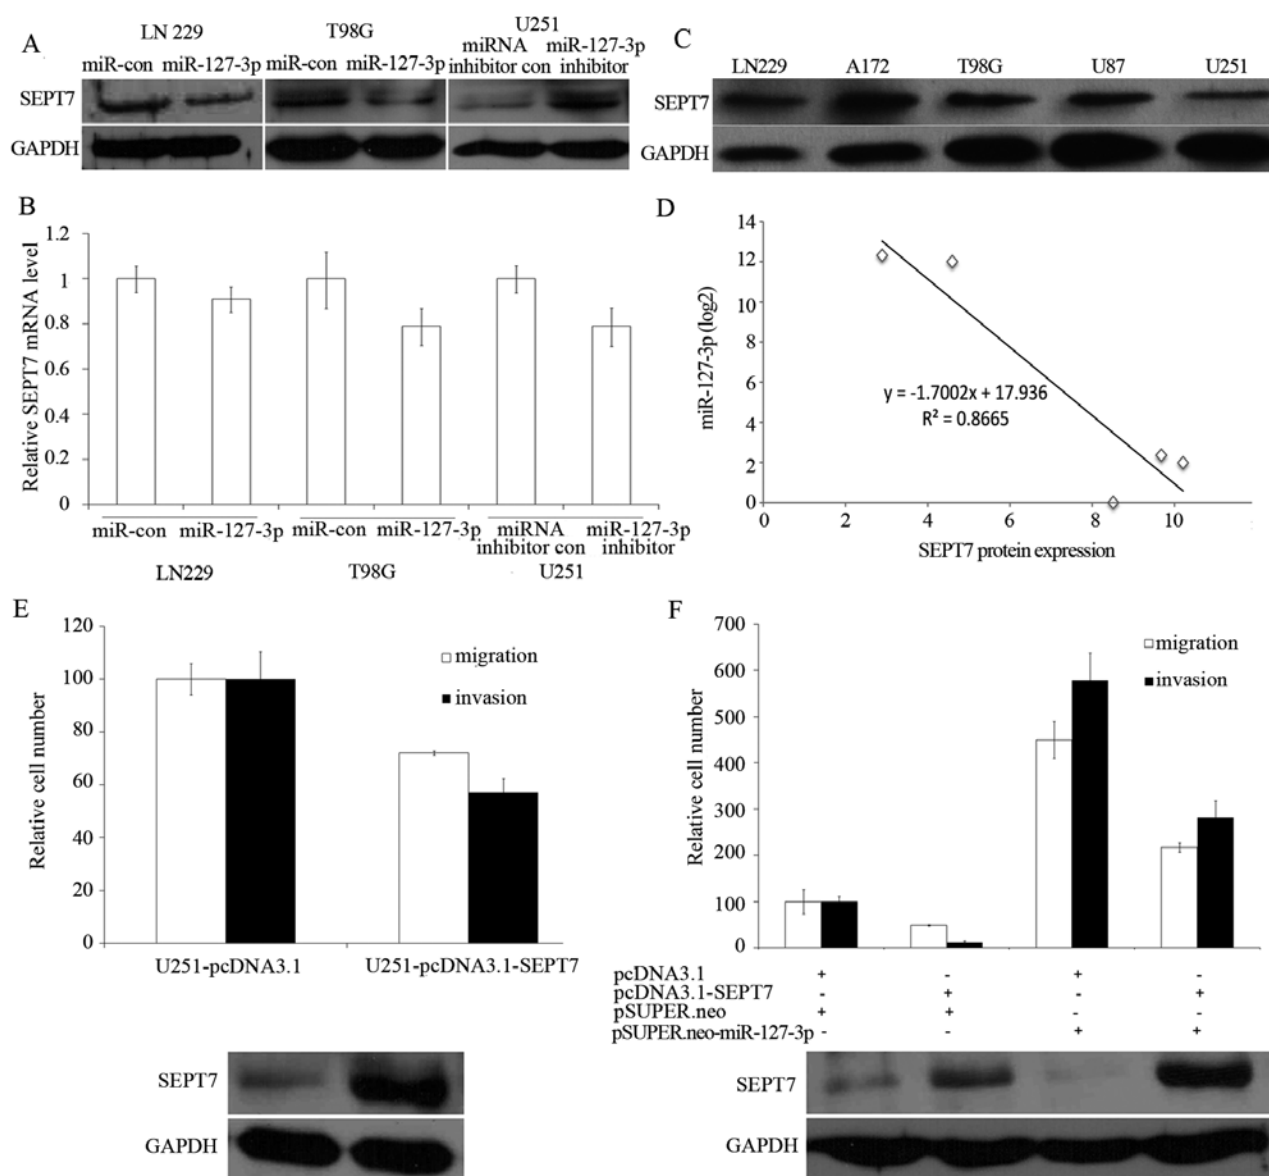 A
LN 229
T98G
U251
miR-con miR-127-3p
miR-con miR-127-3p
miRNA inhibitor con
miR-127-3p inhibitor
SEPT7
GAPDH
C
LN229 A172 T98G U87 U251
SEPT7
GAPDH
B
Relative SEPT7 mRNA level
1.2
1
0.8
0.6
0.4
0.2
0
miR-con miR-127-3p
miR-con miR-127-3p
miRNA inhibitor con
miR-127-3p inhibitor
LN229
T98G
U251
D
miR-127-3p (log2)
14
12
10
8
6
4
2
0
y = -1.7002x + 17.936
R² = 0.8665
0 2 4 6 8 10
SEPT7 protein expression
E
Relative cell number
120
100
80
60
40
20
0
migration
invasion
U251-pcDNA3.1 U251-pcDNA3.1-SEPT7
SEPT7
GAPDH
F
Relative cell number
700
600
500
400
300
200
100
0
migration
invasion
pcDNA3.1 + - + -
pcDNA3.1-SEPT7 - + - +
pSUPER.neo + + - -
pSUPER.neo-miR-127-3p - - + +
SEPT7
GAPDH